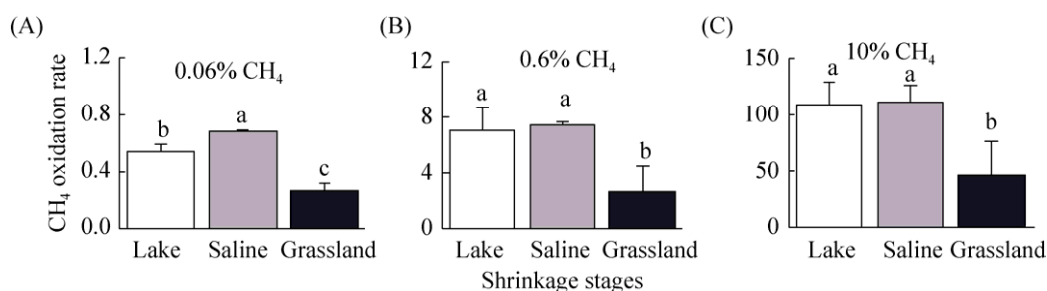 (A)
CH₄ oxidation rate
1.2
0.8
0.4
0.0
0.06% CH₄
b
a
c
Lake Saline Grassland
(B)
12
8
4
0
0.6% CH₄
a
a
b
Lake Saline Grassland
Shrinkage stages
(C)
150
100
50
0
10% CH₄
a
a
b
Lake Saline Grassland